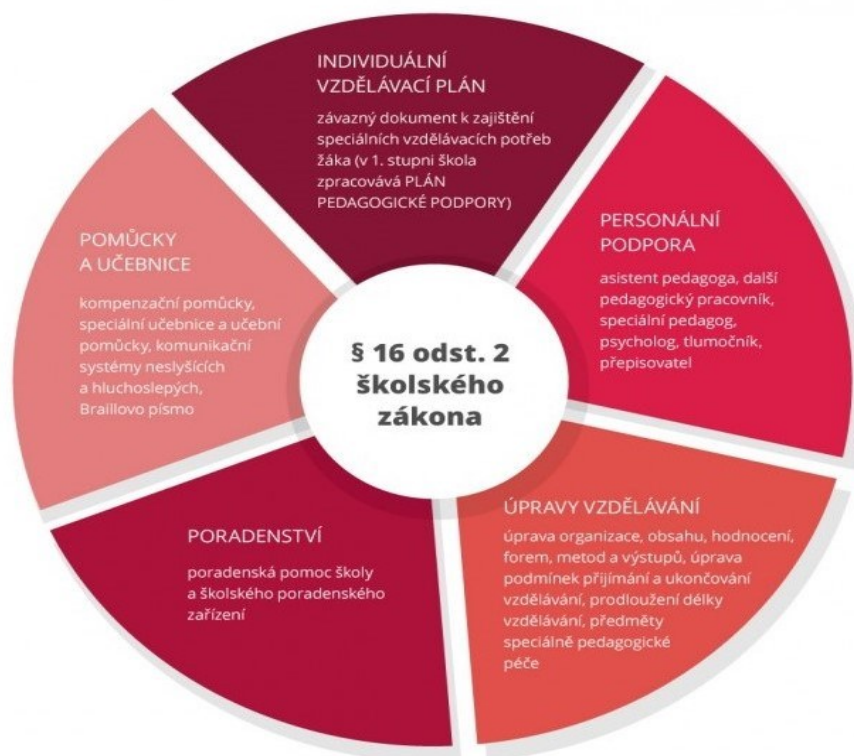 INDIVIDUÁLNÍ
VZDĚLÁVACÍ PLÁN
závazný dokument k zajištění
speciálních vzdělávacích potřeb
žáka (v 1. stupni škola
zpracovává PLÁN
PEDAGOGICKÉ PODPORY)
PERSONÁLNÍ
PODPORA
asistent pedagoga, další
pedagogický pracovník,
speciální pedagog,
psycholog, tlumočník,
přepisovatel
ÚPRAVY VZDĚLÁVÁNÍ
úprava organizace, obsahu, hodnocení,
forem, metod a výstupů, úprava
podmínek přijímání a ukončování
vzdělávání, prodloužení délky
vzdělávání, předměty
speciálně pedagogické
péče
PORADENSTVÍ
poradenská pomoc školy
a školského poradenského
zařízení
POMŮCKY
A UČEBNICE
kompenzační pomůcky,
speciální učebnice a učební
pomůcky, komunikační
systémy neslyšících
a hluchoslepých,
Braillovo písmo
§ 16 odst. 2
školského
zákona